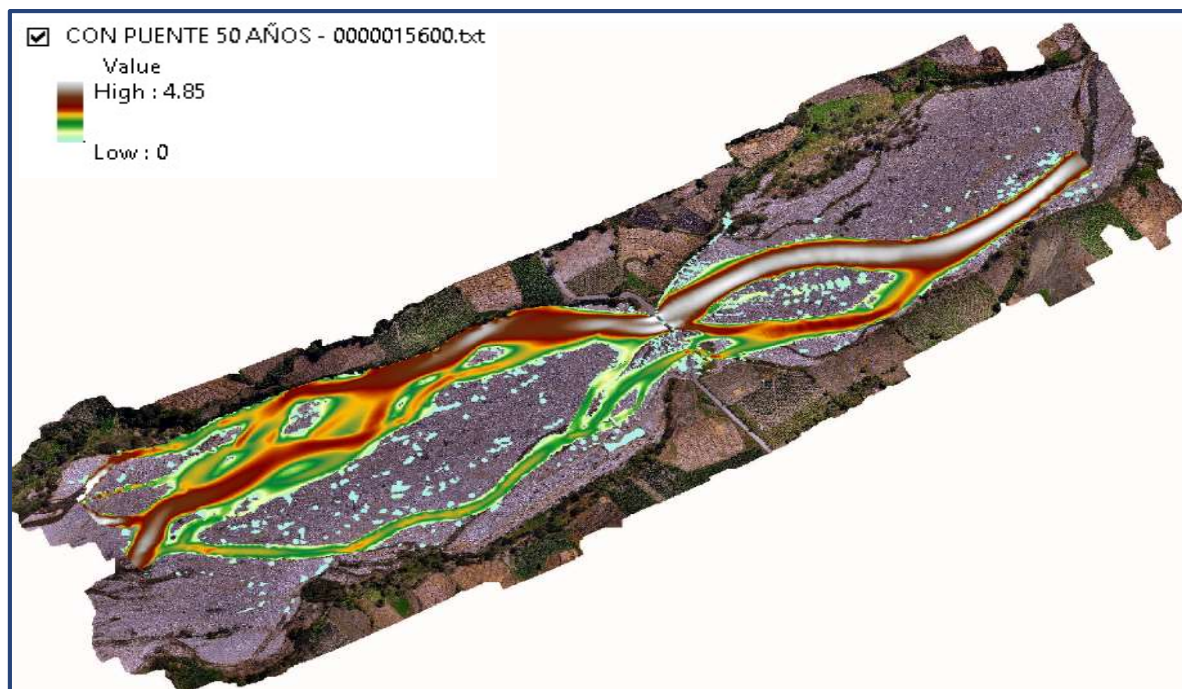 CON PUENTE 50 AÑOS - 0000015600.txt
Value
High : 4.85
Low : 0